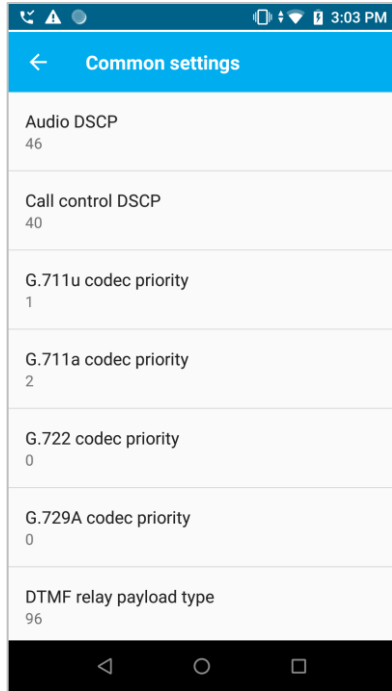 3:03 PM
Common settings
Audio DSCP
46
Call control DSCP
40
G.711u codec priority
1
G.711a codec priority
2
G.722 codec priority
0
G.729A codec priority
0
DTMF relay payload type
96